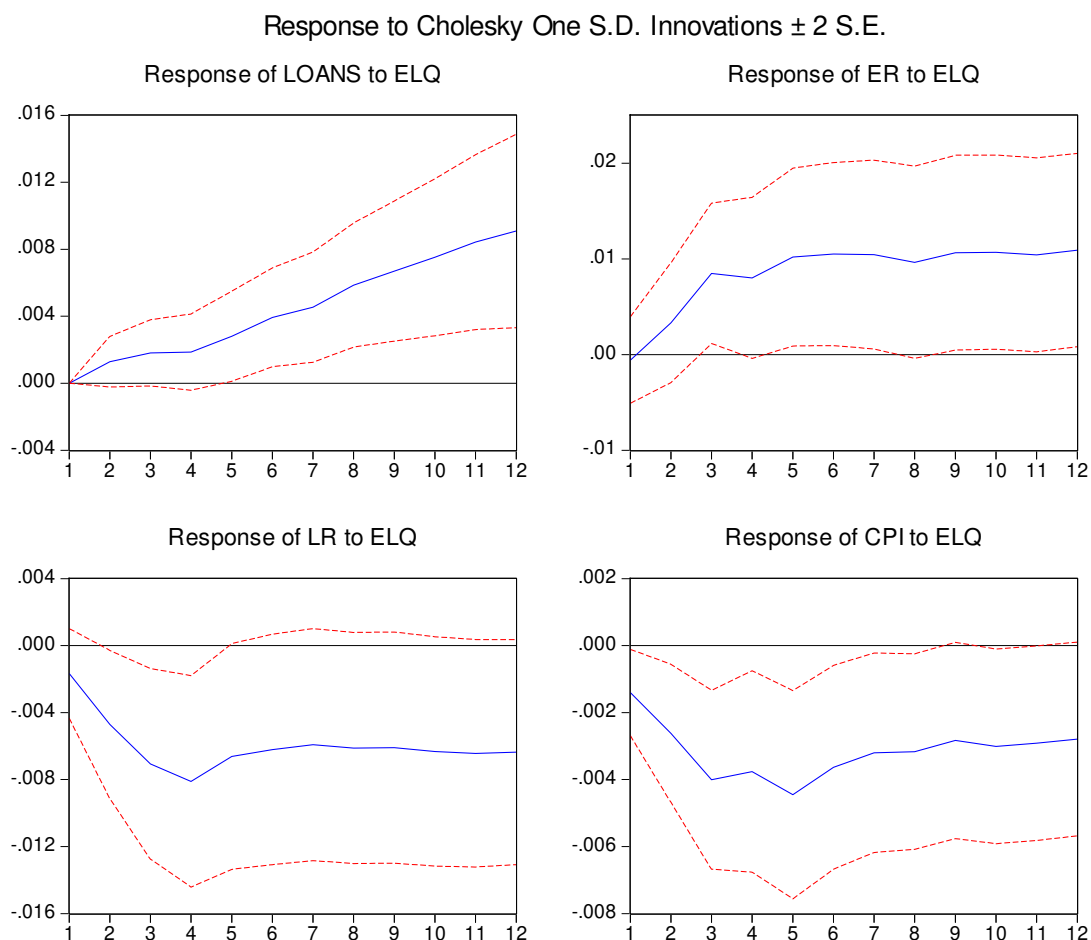 Response to Cholesky One S.D. Innovations ± 2 S.E.
Response of LOANS to ELQ
.016
.012
.008
.004
.000
-.004
1 2 3 4 5 6 7 8 9 10 11 12
Response of ER to ELQ
.02
.01
.00
-.01
1 2 3 4 5 6 7 8 9 10 11 12
Response of LR to ELQ
.004
.000
-.004
-.008
-.012
-.016
1 2 3 4 5 6 7 8 9 10 11 12
Response of CPI to ELQ
.002
.000
-.002
-.004
-.006
-.008
1 2 3 4 5 6 7 8 9 10 11 12